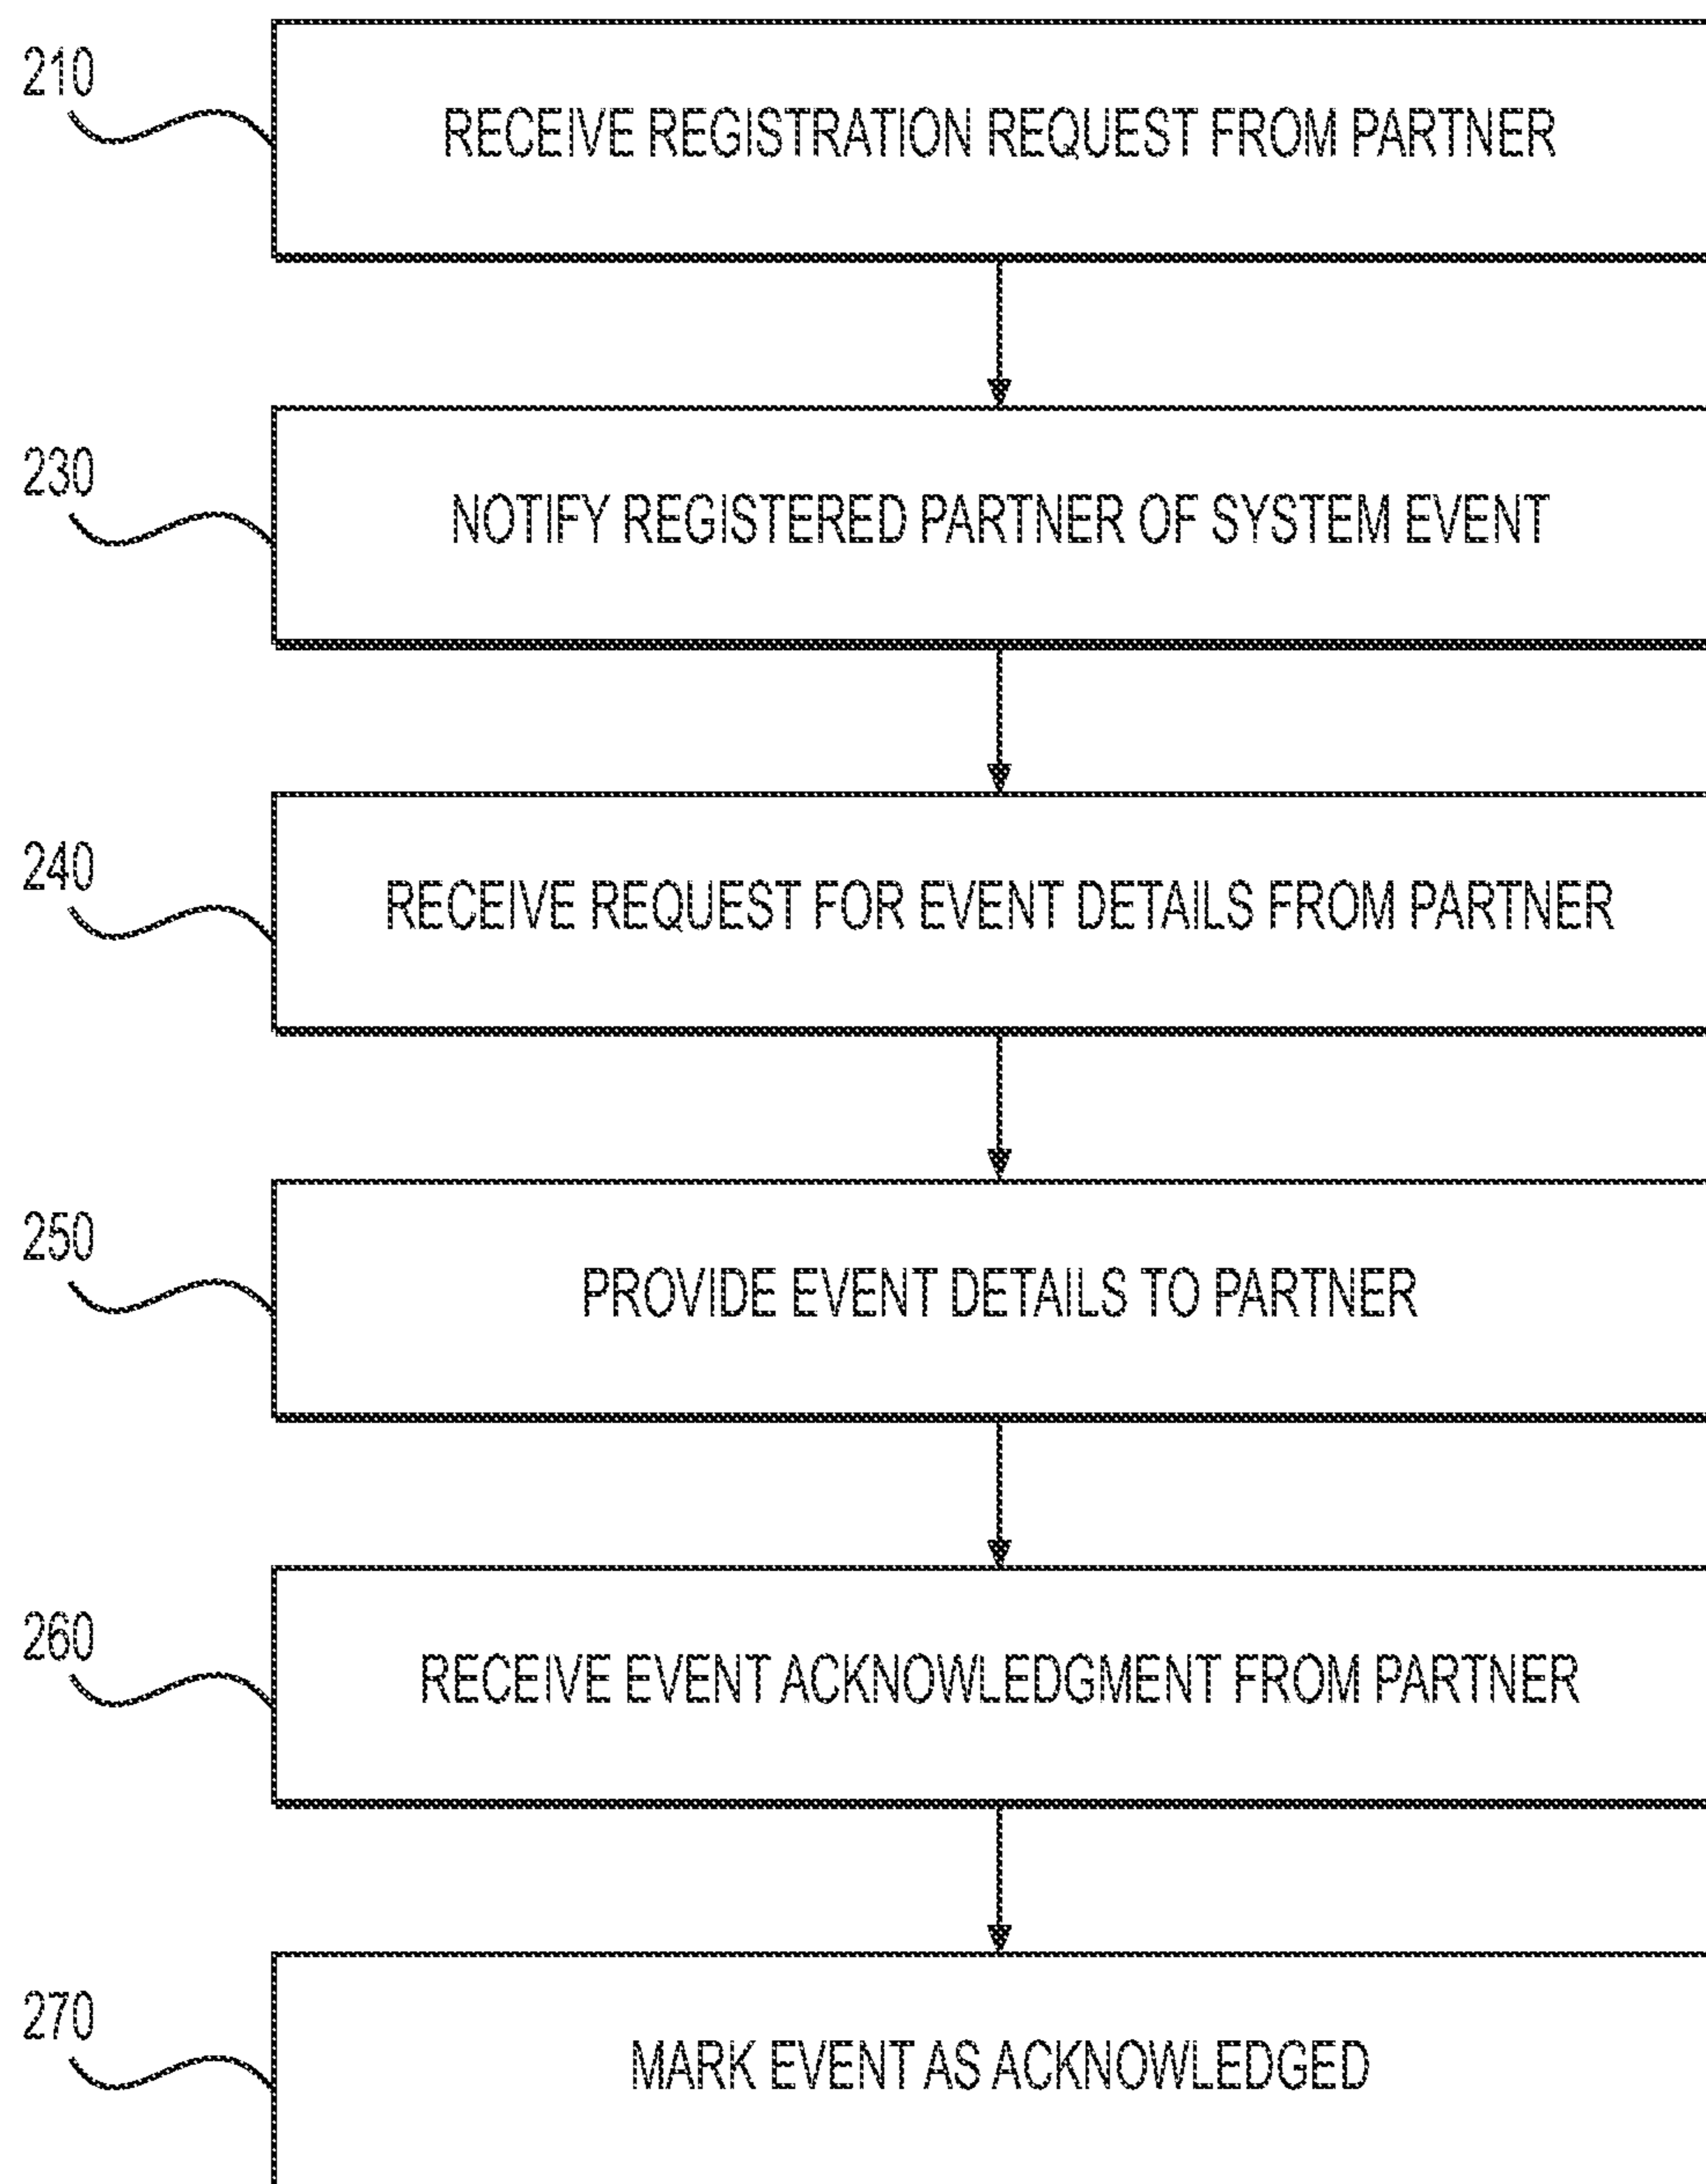 210
RECEIVE REGISTRATION REQUEST FROM PARTNER
230
NOTIFY REGISTERED PARTNER OF SYSTEM EVENT
240
RECEIVE REQUEST FOR EVENT DETAILS FROM PARTNER
250
PROVIDE EVENT DETAILS TO PARTNER
260
RECEIVE EVENT ACKNOWLEDGMENT FROM PARTNER
270
MARK EVENT AS ACKNOWLEDGED